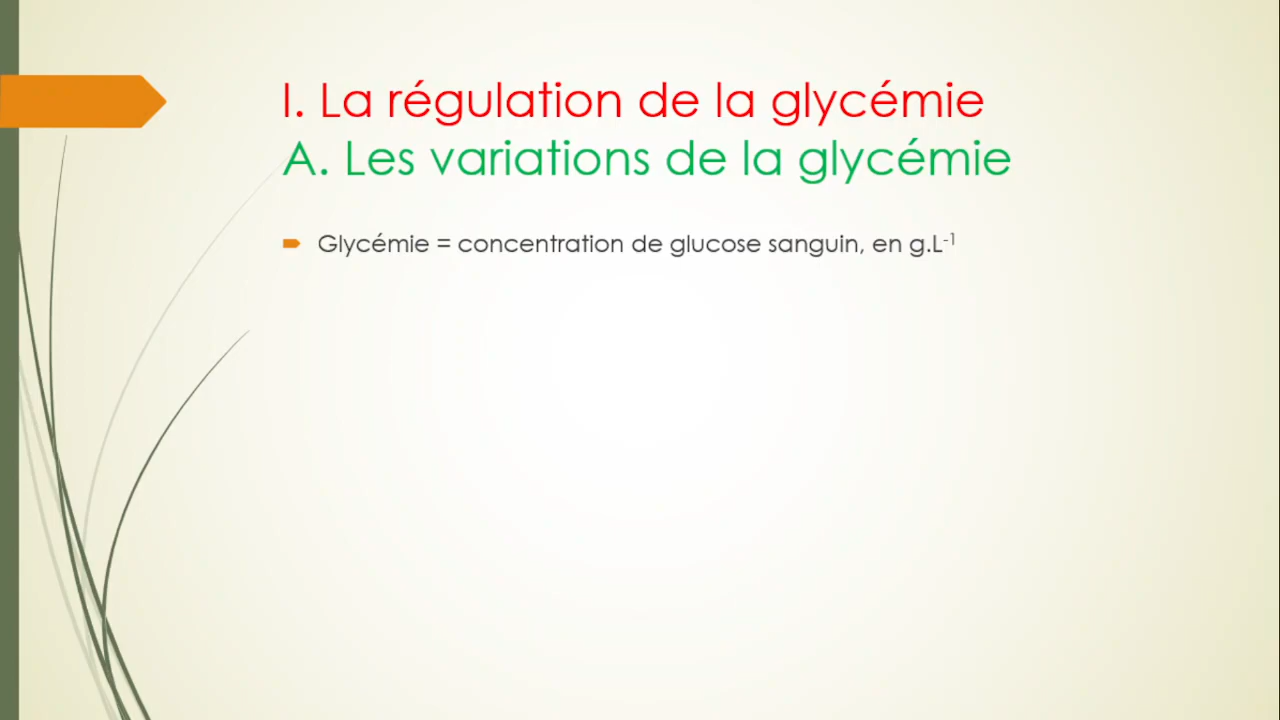 I. La régulation de la glycémie
A. Les variations de la glycémie
Glycémie = concentration de glucose sanguin, en g.L⁻¹